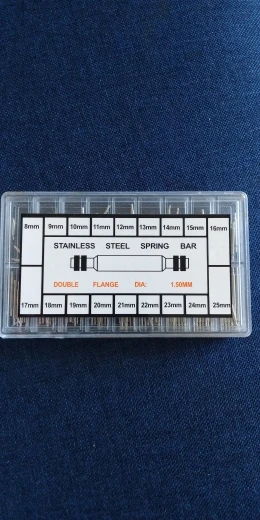 8mm 9mm 10mm 11mm 12mm 13mm 14mm 15mm 16mm
STAINLESS STEEL SPRING BAR
DOUBLE FLANGE DIA: 1.50MM
17mm 18mm 19mm 20mm 21mm 22mm 23mm 24mm 25mm